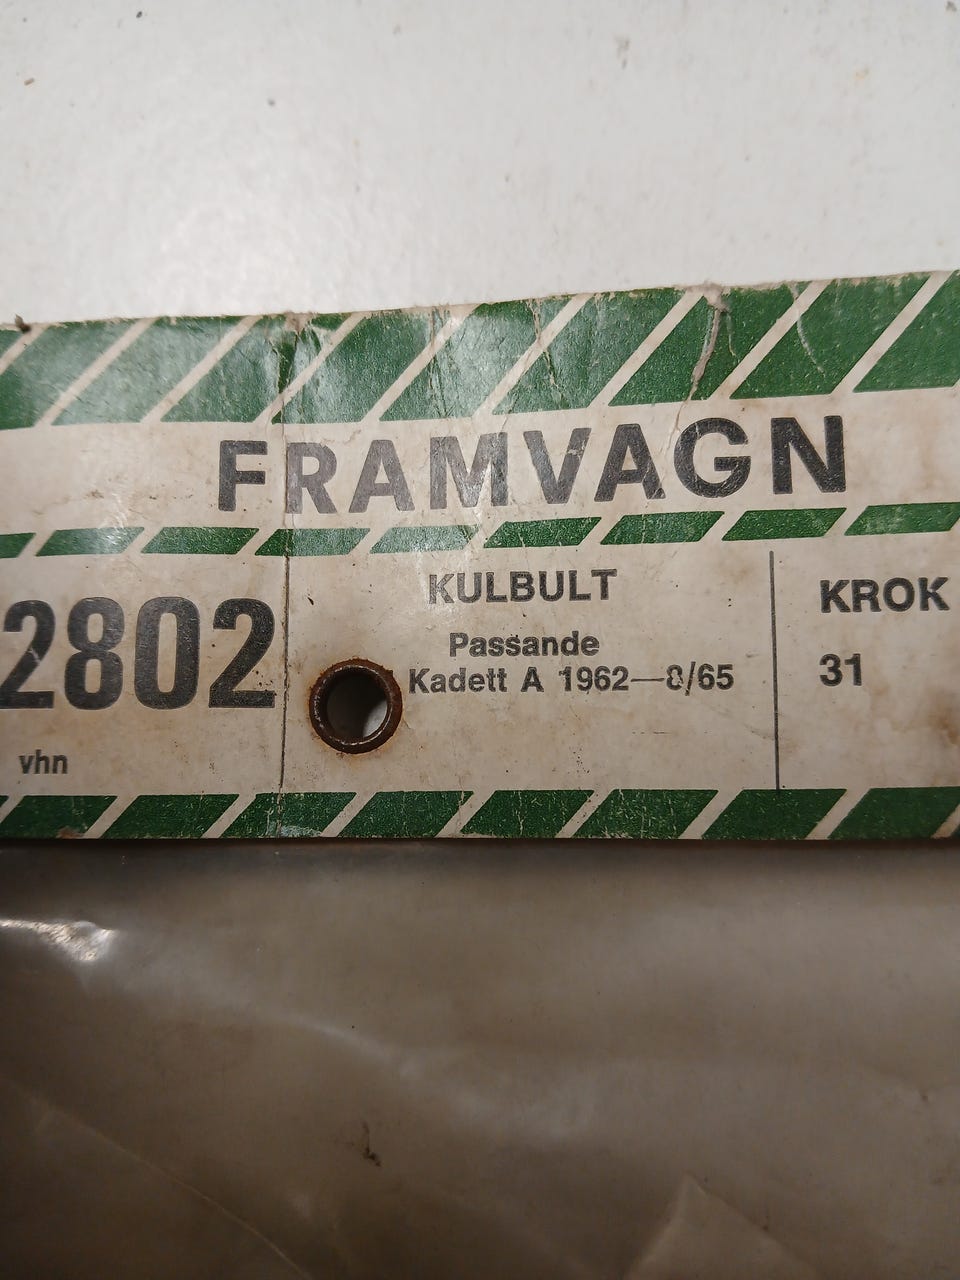 FRAMVAGN
2802
vhn
KULBULT
Passande
Kadett A 1962—8/65
KROK
31